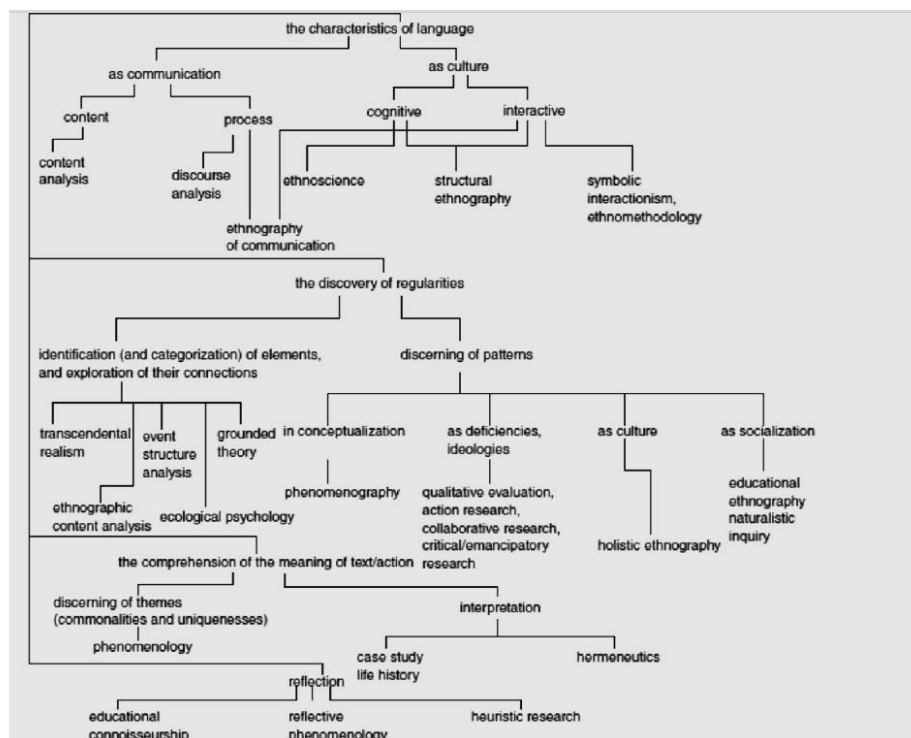 the characteristics of language
as communication
as culture
content
process
cognitive
interactive
content
analysis
discourse
analysis
ethnoscience
structural
ethnography
symbolic
interactionism,
ethnomethodology
ethnography
of communication
the discovery of regularities
identification (and categorization) of elements,
and exploration of their connections
discerning of patterns
transcendental
realism
event
structure
analysis
grounded
theory
in conceptualization
as deficiencies,
ideologies
as culture
as socialization
ethnographic
content analysis
ecological psychology
phenomenography
qualitative evaluation,
action research,
collaborative research,
critical/emancipatory
research
holistic ethnography
educational
ethnography
naturalistic
inquiry
the comprehension of the meaning of text/action
discerning of themes
(commonalities and uniquenesses)
interpretation
phenomenology
case study
life history
hermeneutics
reflection
educational
connoisseurship
reflective
phenomenology
heuristic research